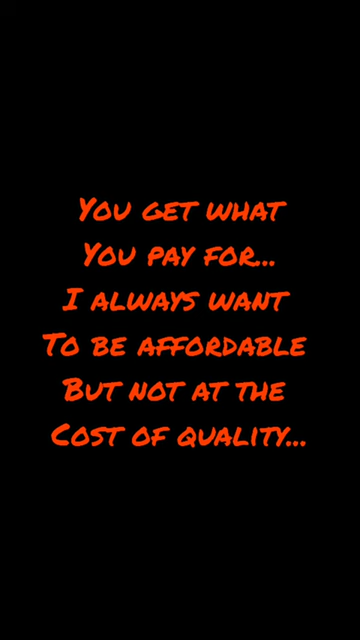 You get what
You pay for...
I always want
To be affordable
But not at the
Cost of quality...